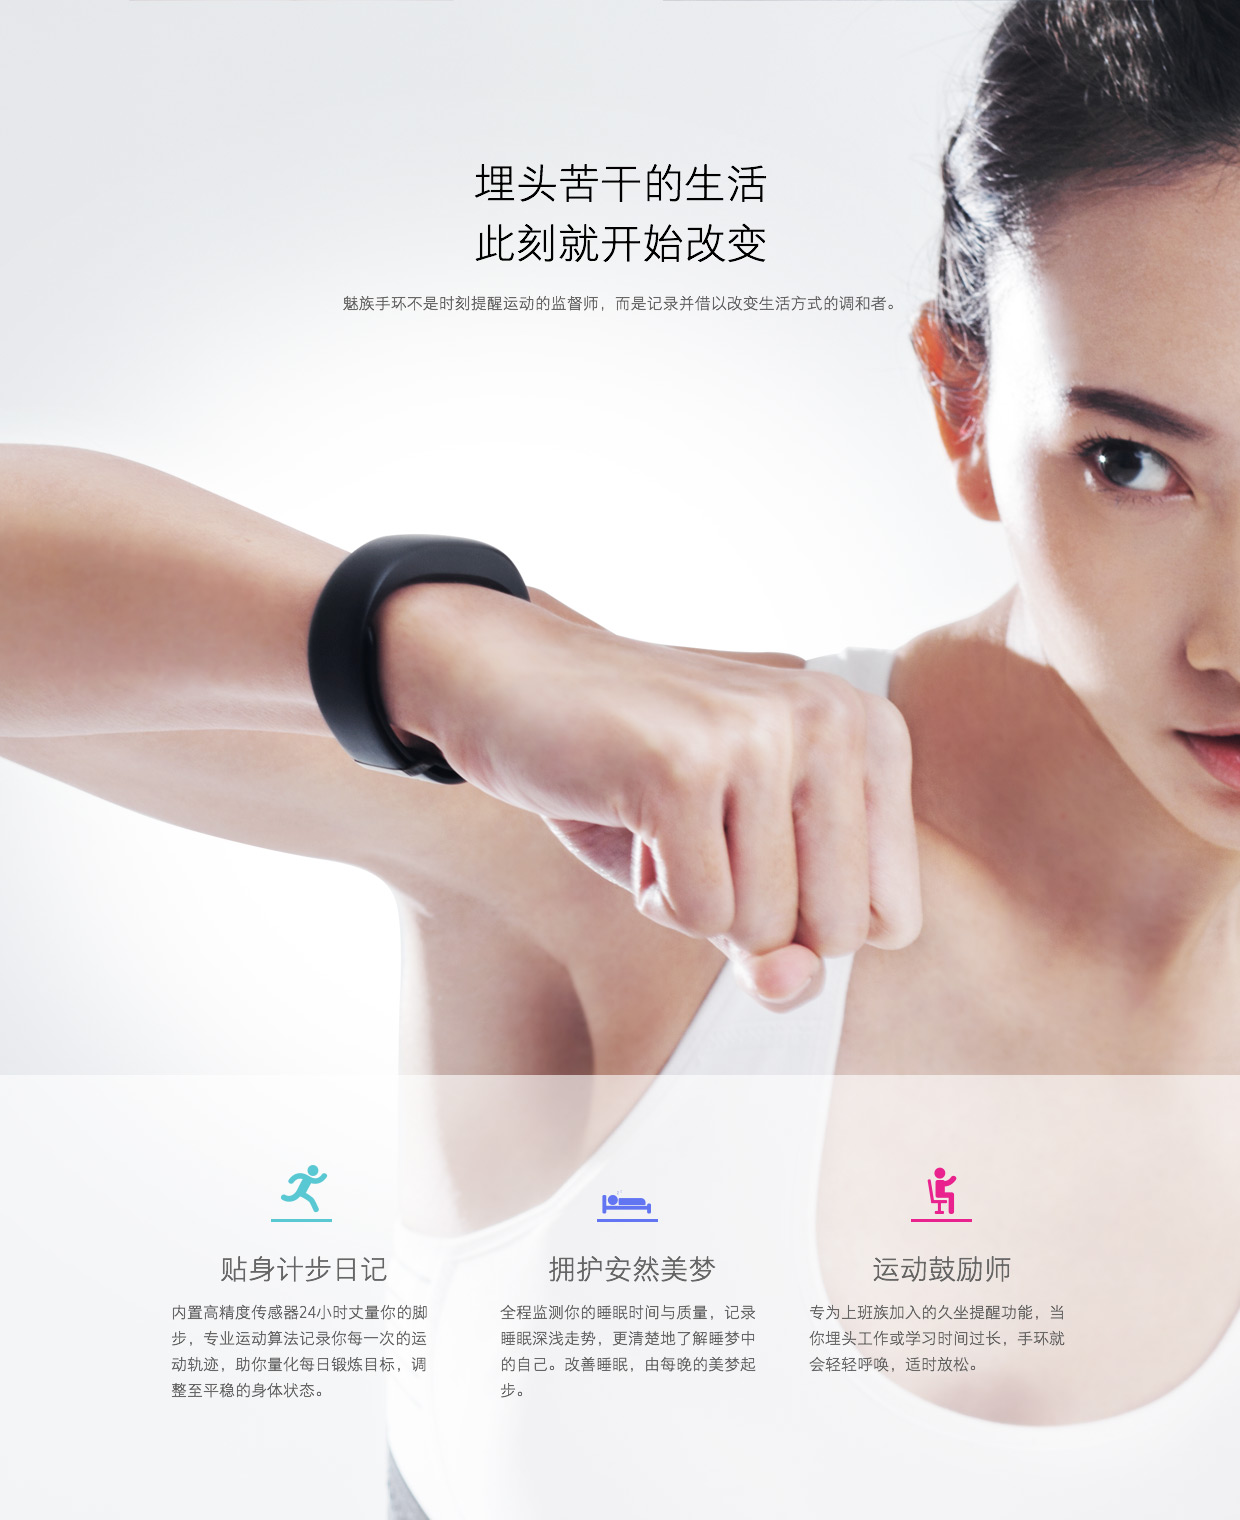 埋头苦干的生活
此刻就开始改变
魅族手环不是时刻提醒运动的监督师，而是记录并借以改变生活方式的调和者。
贴身计步日记
内置高精度传感器24小时丈量你的脚
步，专业运动算法记录你每一次的运
动轨迹，助你量化每日锻炼目标，调
整至平稳的身体状态。
拥护安然美梦
全程监测你的睡眠时间与质量，记录
睡眠深浅走势，更清楚地了解睡梦中
的自己。改善睡眠，由每晚的美梦起
步。
运动鼓励师
专为上班族加入的久坐提醒功能，当
你埋头工作或学习时间过长，手环就
会轻轻呼唤，适时放松。